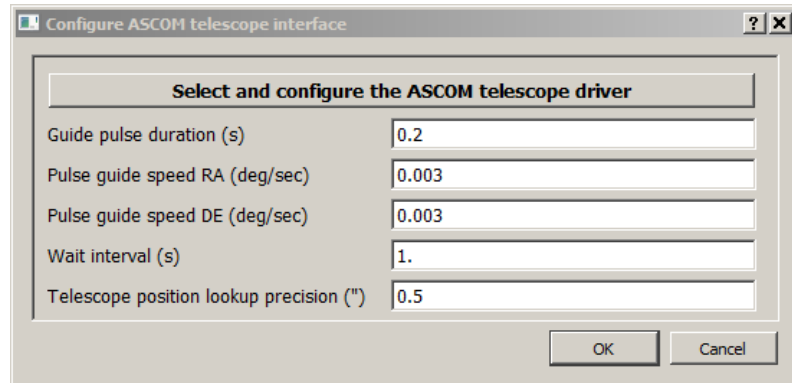 Configure ASCOM telescope interface
Select and configure the ASCOM telescope driver
Guide pulse duration (s) 0.2
Pulse guide speed RA (deg/sec) 0.003
Pulse guide speed DE (deg/sec) 0.003
Wait interval (s) 1.
Telescope position lookup precision (") 0.5
OK Cancel